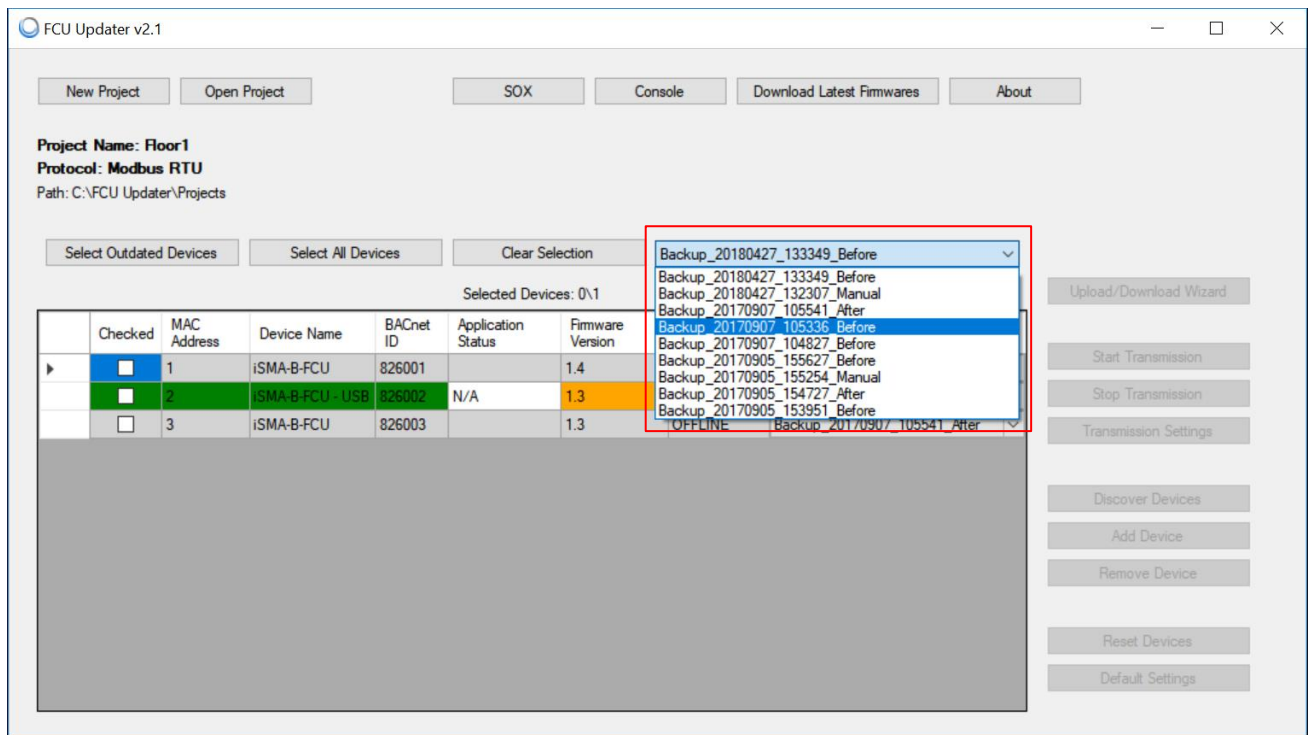 FCU Updater v2.1
New Project Open Project SOX Console Download Latest Firmwares About
Project Name: Floor1
Protocol: Modbus RTU
Path: C:\FCU Updater\Projects
Select Outdated Devices Select All Devices Clear Selection Backup_20180427_133349_Before
Selected Devices: 0\1
Backup_20180427_133349_Before
Backup_20180427_132307_Manual
Backup_20170907_105541_After
Backup_20170907_105336_Before
Backup_20170907_104827_Before
Backup_20170905_155627_Before
Backup_20170905_155254_Manual
Backup_20170905_154727_After
Backup_20170905_153951_Before
Checked MAC Address Device Name BACnet ID Application Status Firmware Version
1 iSMA-B-FCU 826001 1.4
2 iSMA-B-FCU - USB 826002 N/A 1.3
3 iSMA-B-FCU 826003 1.3 OFFLINE Backup_20170907_105541_After
Upload/Download Wizard
Start Transmission
Stop Transmission
Transmission Settings
Discover Devices
Add Device
Remove Device
Reset Devices
Default Settings